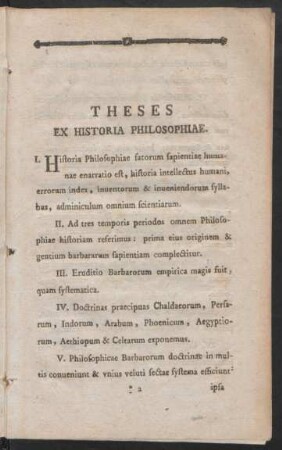 THESES
EX HISTORIA PHILOSOPHIAE.
I. Historia Philosophiae fatorum sapientiae huma-
nae enarratio est, historia intellectus humani,
errorum index, inuentorum & inueniendorum sylla-
bus, adminiculum omnium scientiarum.
II. Ad tres temporis periodos omnem Philoso-
phiae historiam referimus: prima eius originem &
gentium barbararum sapientiam complectitur.
III. Eruditio Barbarorum empirica magis fuit,
quam systematica.
IV. Doctrinas praecipuas Chaldaeorum, Persa-
rum, Indorum, Arabum, Phoenicum, Aegyptio-
rum, Aethiopum & Celtarum exponemus.
V. Philosophicae Barbarorum doctrinae in mul-
tis conueniunt & vnius veluti sectae systema efficiunt:
* 2 ipsa